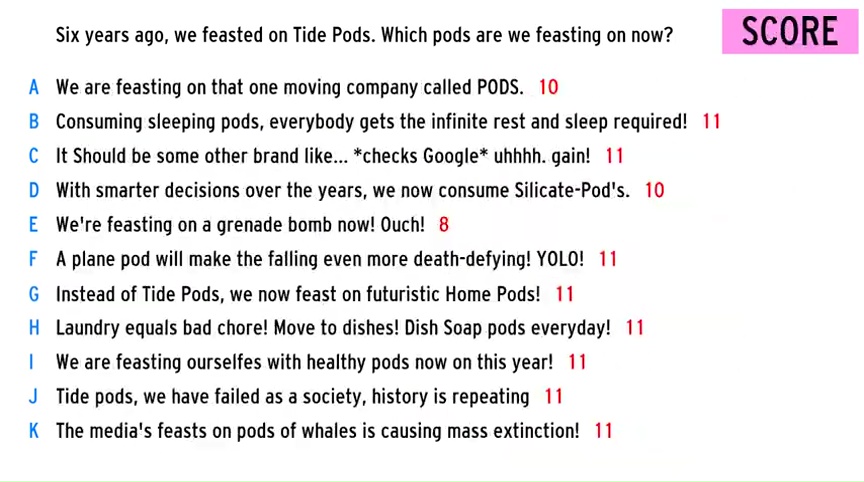 Six years ago, we feasted on Tide Pods. Which pods are we feasting on now?
SCORE
A We are feasting on that one moving company called PODS. 10
B Consuming sleeping pods, everybody gets the infinite rest and sleep required! 11
C It Should be some other brand like... *checks Google* uhhhh. gain! 11
D With smarter decisions over the years, we now consume Silicate-Pod's. 10
E We're feasting on a grenade bomb now! Ouch! 8
F A plane pod will make the falling even more death-defying! YOLO! 11
G Instead of Tide Pods, we now feast on futuristic Home Pods! 11
H Laundry equals bad chore! Move to dishes! Dish Soap pods everyday! 11
I We are feasting ourselfes with healthy pods now on this year! 11
J Tide pods, we have failed as a society, history is repeating 11
K The media's feasts on pods of whales is causing mass extinction! 11